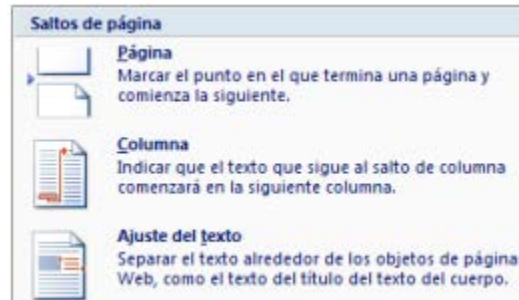 Saltos de página
Página
Marcar el punto en el que termina una página y
comienza la siguiente.
Columna
Indicar que el texto que sigue al salto de columna
comenzará en la siguiente columna.
Ajuste del texto
Separar el texto alrededor de los objetos de página
Web, como el texto del título del texto del cuerpo.